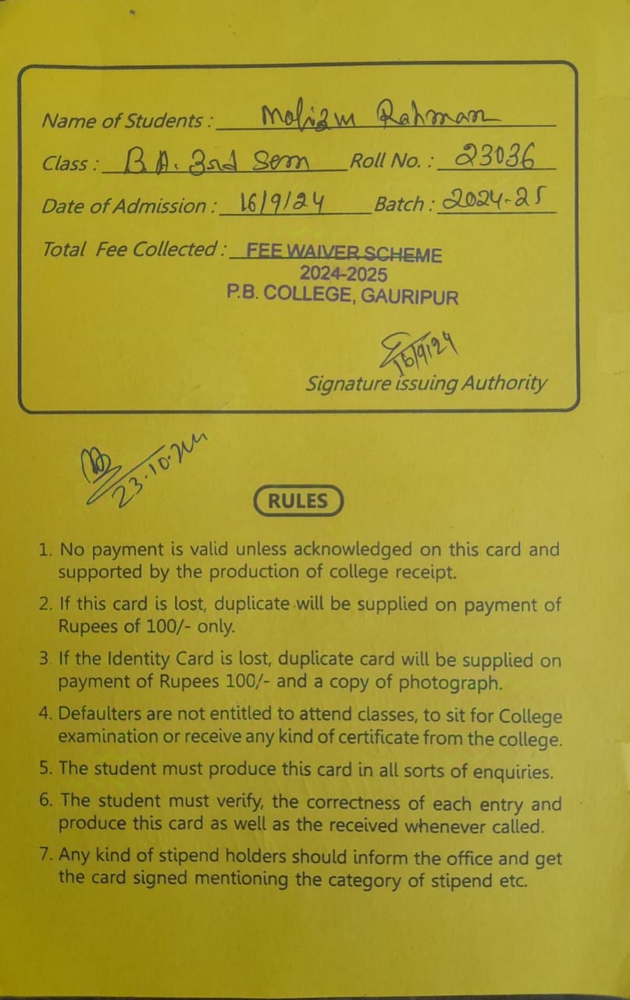 Name of Students : Rahman
Class : B.A. 3rd Sem Roll No. : 23036
Date of Admission : 16/9/24 Batch : 2024-25
Total Fee Collected : FEE WAIVER SCHEME
2024-2025
P.B. COLLEGE, GAURIPUR
16/9/24
Signature issuing Authority
23.10.24
RULES
1. No payment is valid unless acknowledged on this card and
supported by the production of college receipt.
2. If this card is lost, duplicate will be supplied on payment of
Rupees of 100/- only.
3. If the Identity Card is lost, duplicate card will be supplied on
payment of Rupees 100/- and a copy of photograph.
4. Defaulters are not entitled to attend classes, to sit for College
examination or receive any kind of certificate from the college.
5. The student must produce this card in all sorts of enquiries.
6. The student must verify, the correctness of each entry and
produce this card as well as the received whenever called.
7. Any kind of stipend holders should inform the office and get
the card signed mentioning the category of stipend etc.